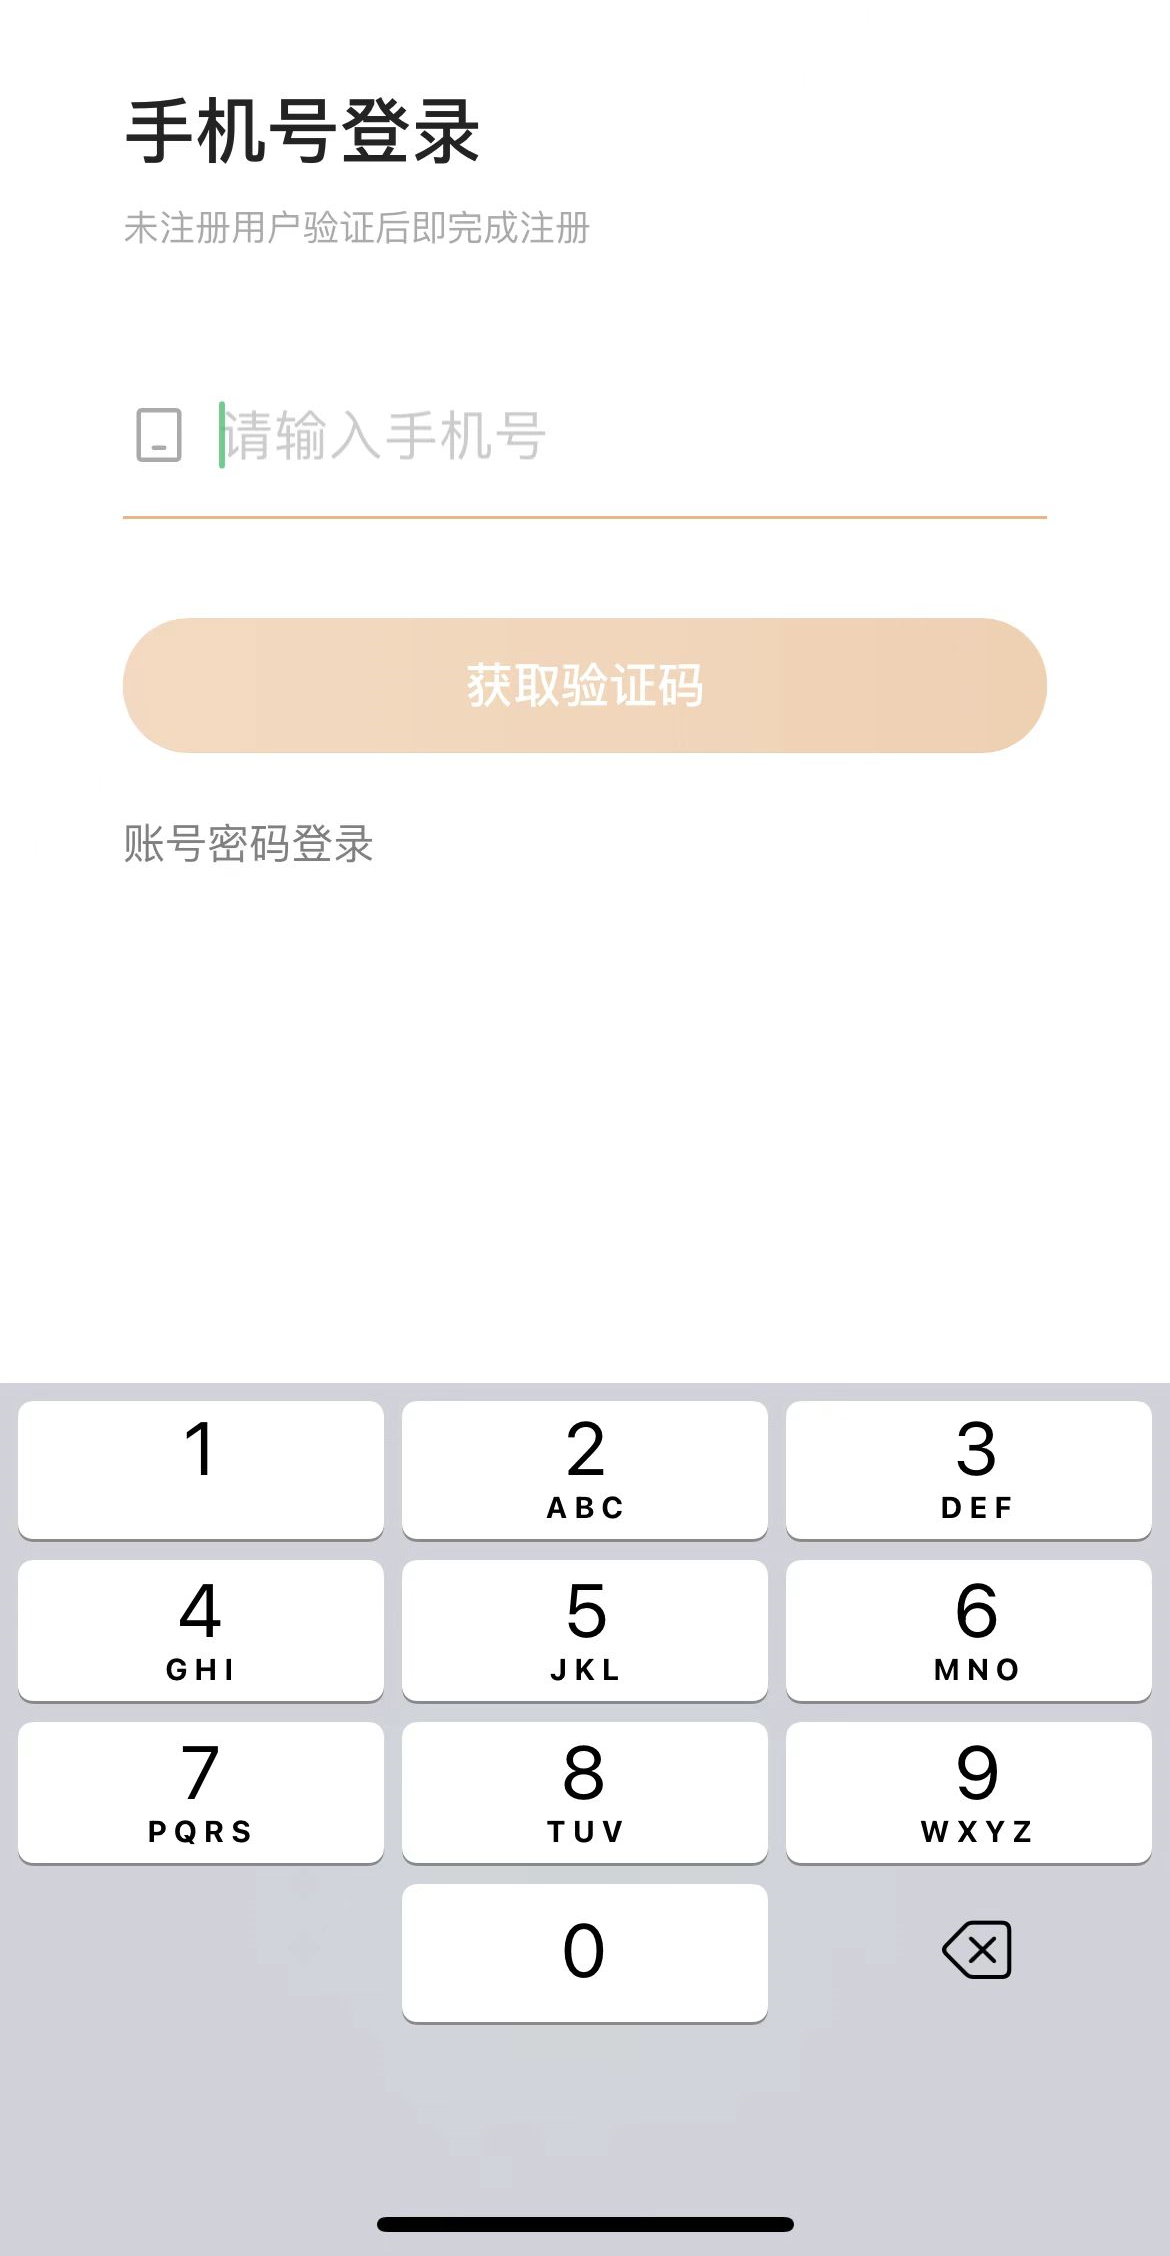 手机号登录
未注册用户验证后即完成注册
请输入手机号
获取验证码
账号密码登录
1 2 3
ABC DEF
4 5 6
GHI JKL MNO
7 8 9
PQRS TUV WXYZ
0